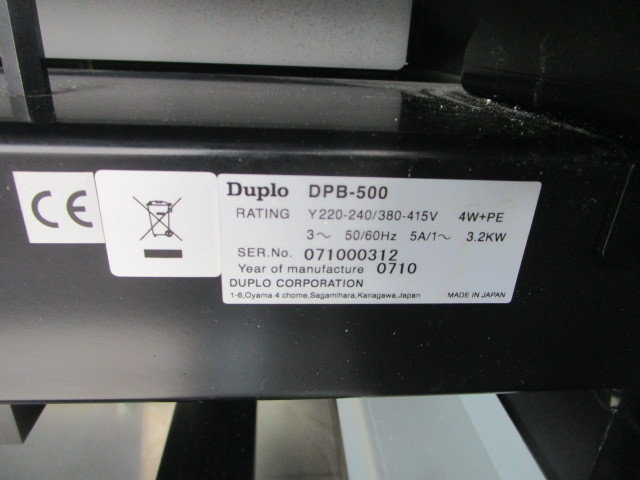 CE
Duplo DPB-500
RATING Y220-240/380-415V 4W+PE
3～ 50/60Hz 5A/1～ 3.2KW
SER.No. 071000312
Year of manufacture 0710
DUPLO CORPORATION
1-6,Oyama 4 chome,Sagamihara,Kanagawa,Japan MADE IN JAPAN